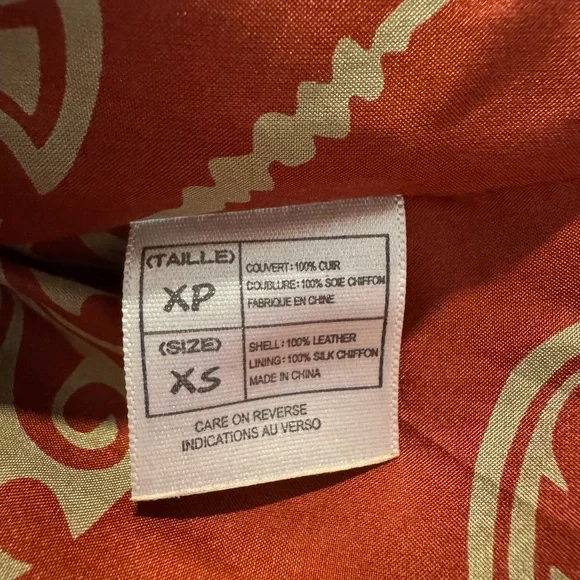 (TAILLE)
XP
COUVERT: 100% CUIR
DOUBLURE: 100% SOIE CHIFFON
FABRIQUE EN CHINE
(SIZE)
XS
SHELL: 100% LEATHER
LINING: 100% SILK CHIFFON
MADE IN CHINA
CARE ON REVERSE
INDICATIONS AU VERSO